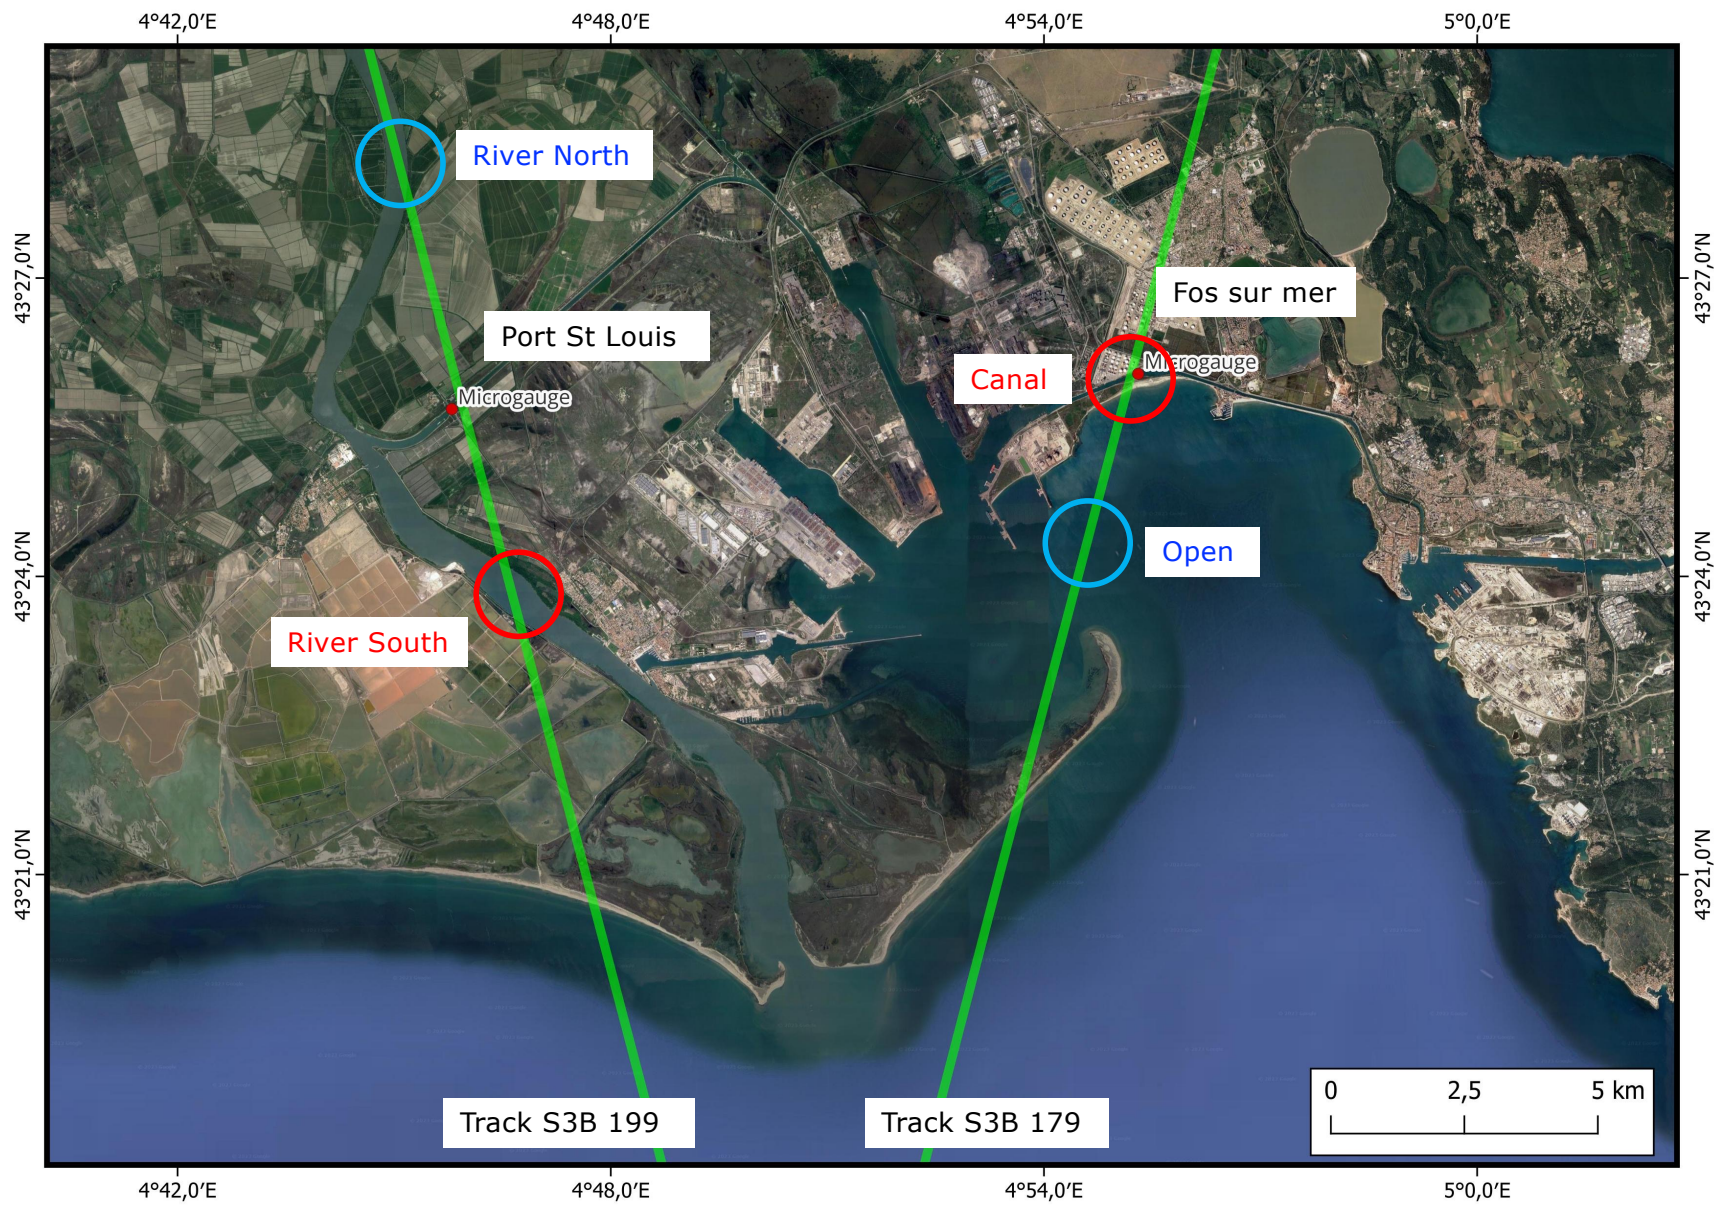 4°42,0′E
4°48,0′E
4°54,0′E
5°0,0′E
River North
43°27,0′N
43°27,0′N
Fos sur mer
Port St Louis
Microgauge
Canal
Microgauge
Open
43°24,0′N
43°24,0′N
River South
43°21,0′N
43°21,0′N
0 2,5 5 km
Track S3B 199
Track S3B 179
4°42,0′E
4°48,0′E
4°54,0′E
5°0,0′E